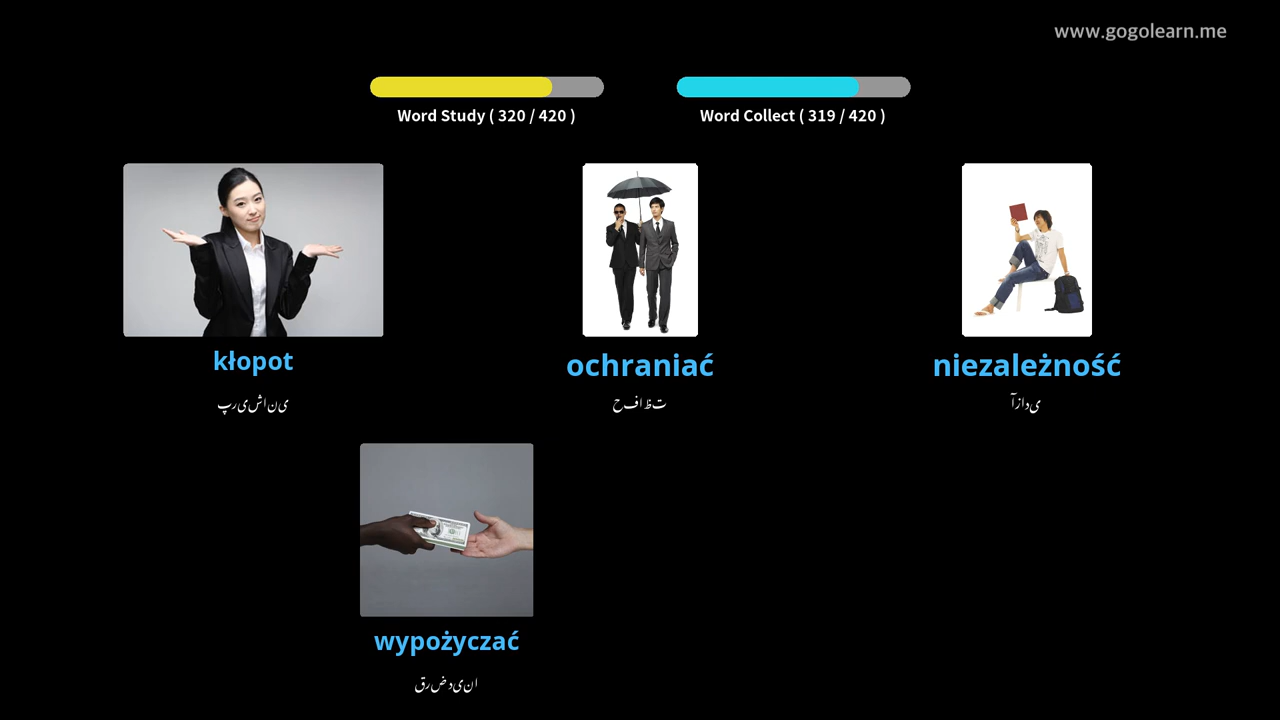 www.gogolearn.me
Word Study ( 320 / 420 )
Word Collect ( 319 / 420 )
kłopot
ochraniać
niezależność
پریشانی
حفاظت
آزادی
wypożyczać
قرض دینا